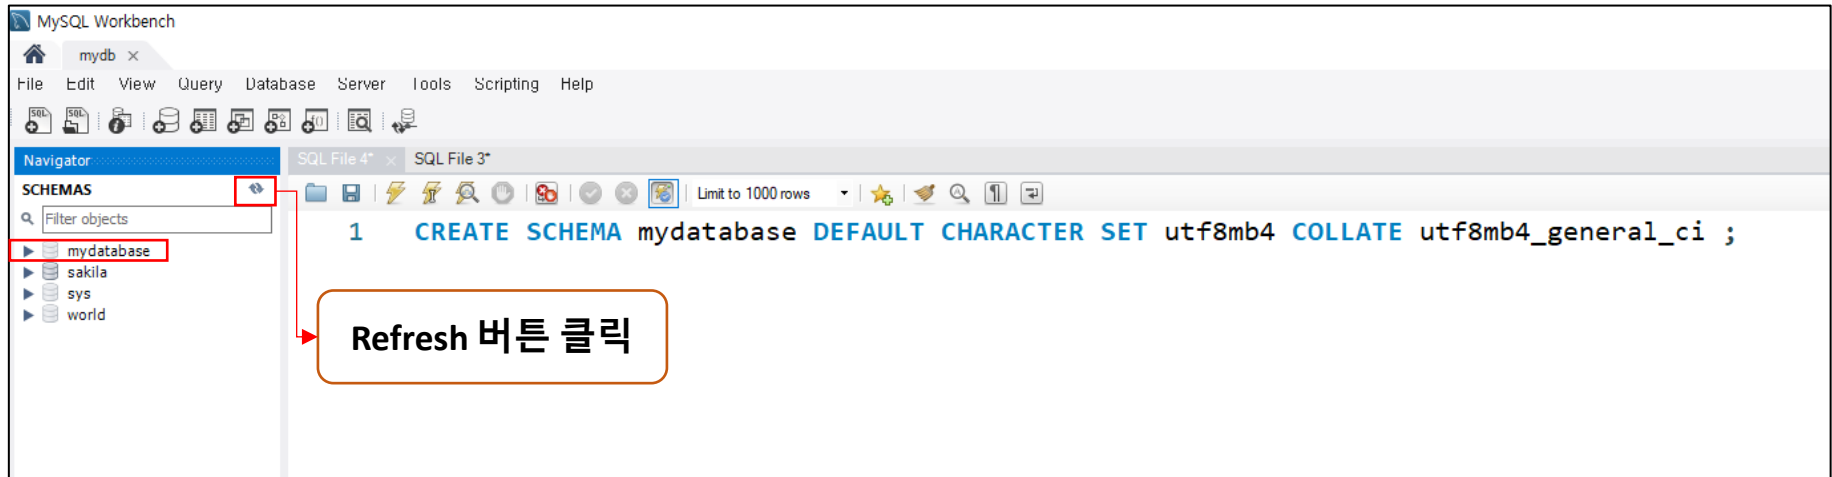 MySQL Workbench
mydb ×
File Edit View Query Database Server Tools Scripting Help
Navigator
SQL File 4* × SQL File 3*
SCHEMAS
Limit to 1000 rows
Filter objects
1 CREATE SCHEMA mydatabase DEFAULT CHARACTER SET utf8mb4 COLLATE utf8mb4_general_ci ;
mydatabase
sakila
sys
world
Refresh 버튼 클릭